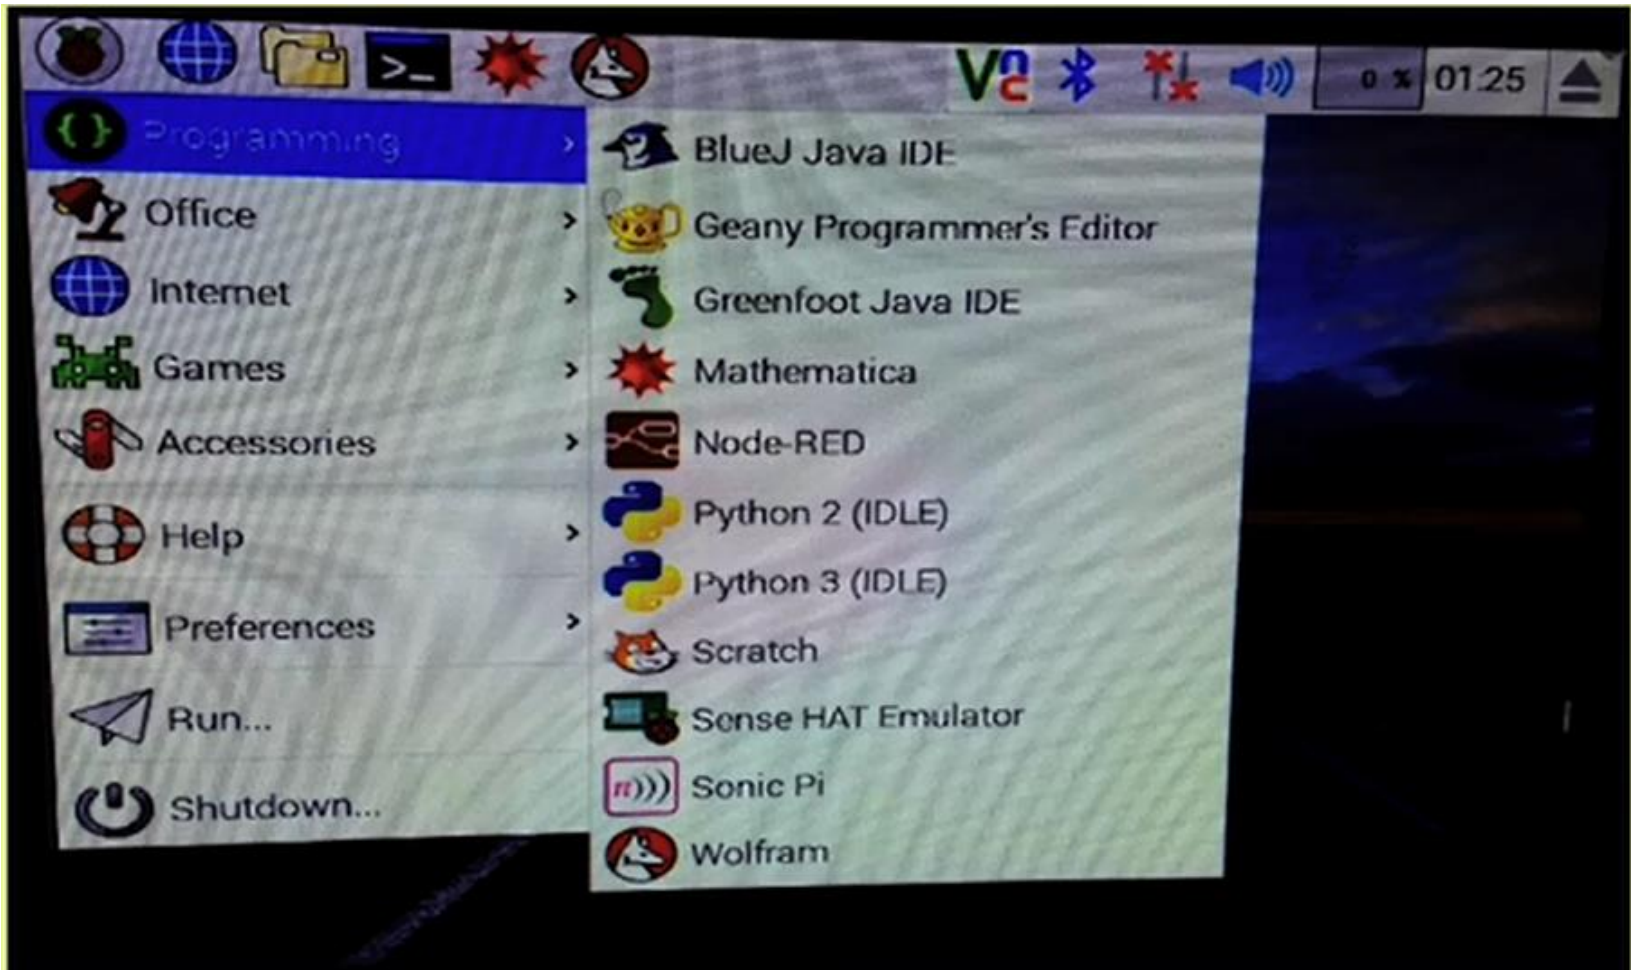 >_
Vnc
0 %
01:25
Programming
Office
Internet
Games
Accessories
Help
Preferences
Run...
Shutdown...
BlueJ Java IDE
Geany Programmer's Editor
Greenfoot Java IDE
Mathematica
Node-RED
Python 2 (IDLE)
Python 3 (IDLE)
Scratch
Sense HAT Emulator
Sonic Pi
Wolfram